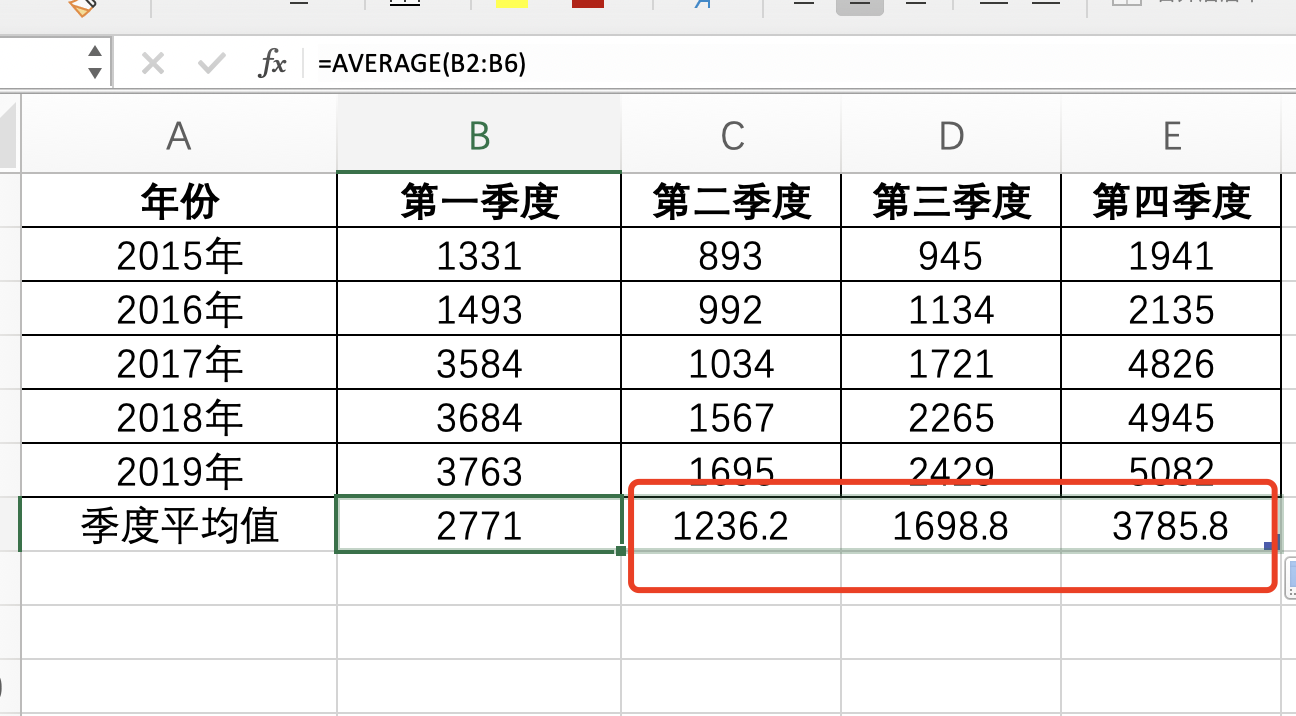 fx =AVERAGE(B2:B6)
A B C D E
年份 第一季度 第二季度 第三季度 第四季度
2015年 1331 893 945 1941
2016年 1493 992 1134 2135
2017年 3584 1034 1721 4826
2018年 3684 1567 2265 4945
2019年 3763 1695 2429 5082
季度平均值 2771 1236.2 1698.8 3785.8